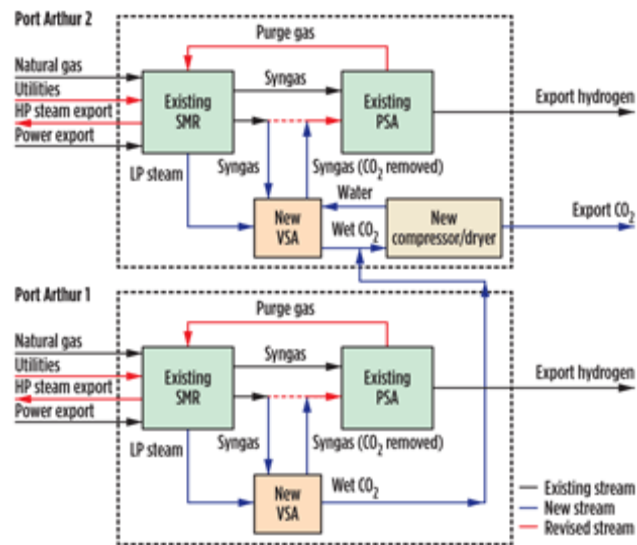 Port Arthur 2
Purge gas
Natural gas
Utilities
HP steam export
Power export
Existing
SMR
Syngas
Existing
PSA
Export hydrogen
LP steam
Syngas
Syngas (CO₂ removed)
Water
New
VSA
Wet CO₂
New
compressor/dryer
Export CO₂
Port Arthur 1
Purge gas
Natural gas
Utilities
HP steam export
Power export
Existing
SMR
Syngas
Existing
PSA
Export hydrogen
LP steam
Syngas
Syngas (CO₂ removed)
New
VSA
Wet CO₂
Existing stream
New stream
Revised stream